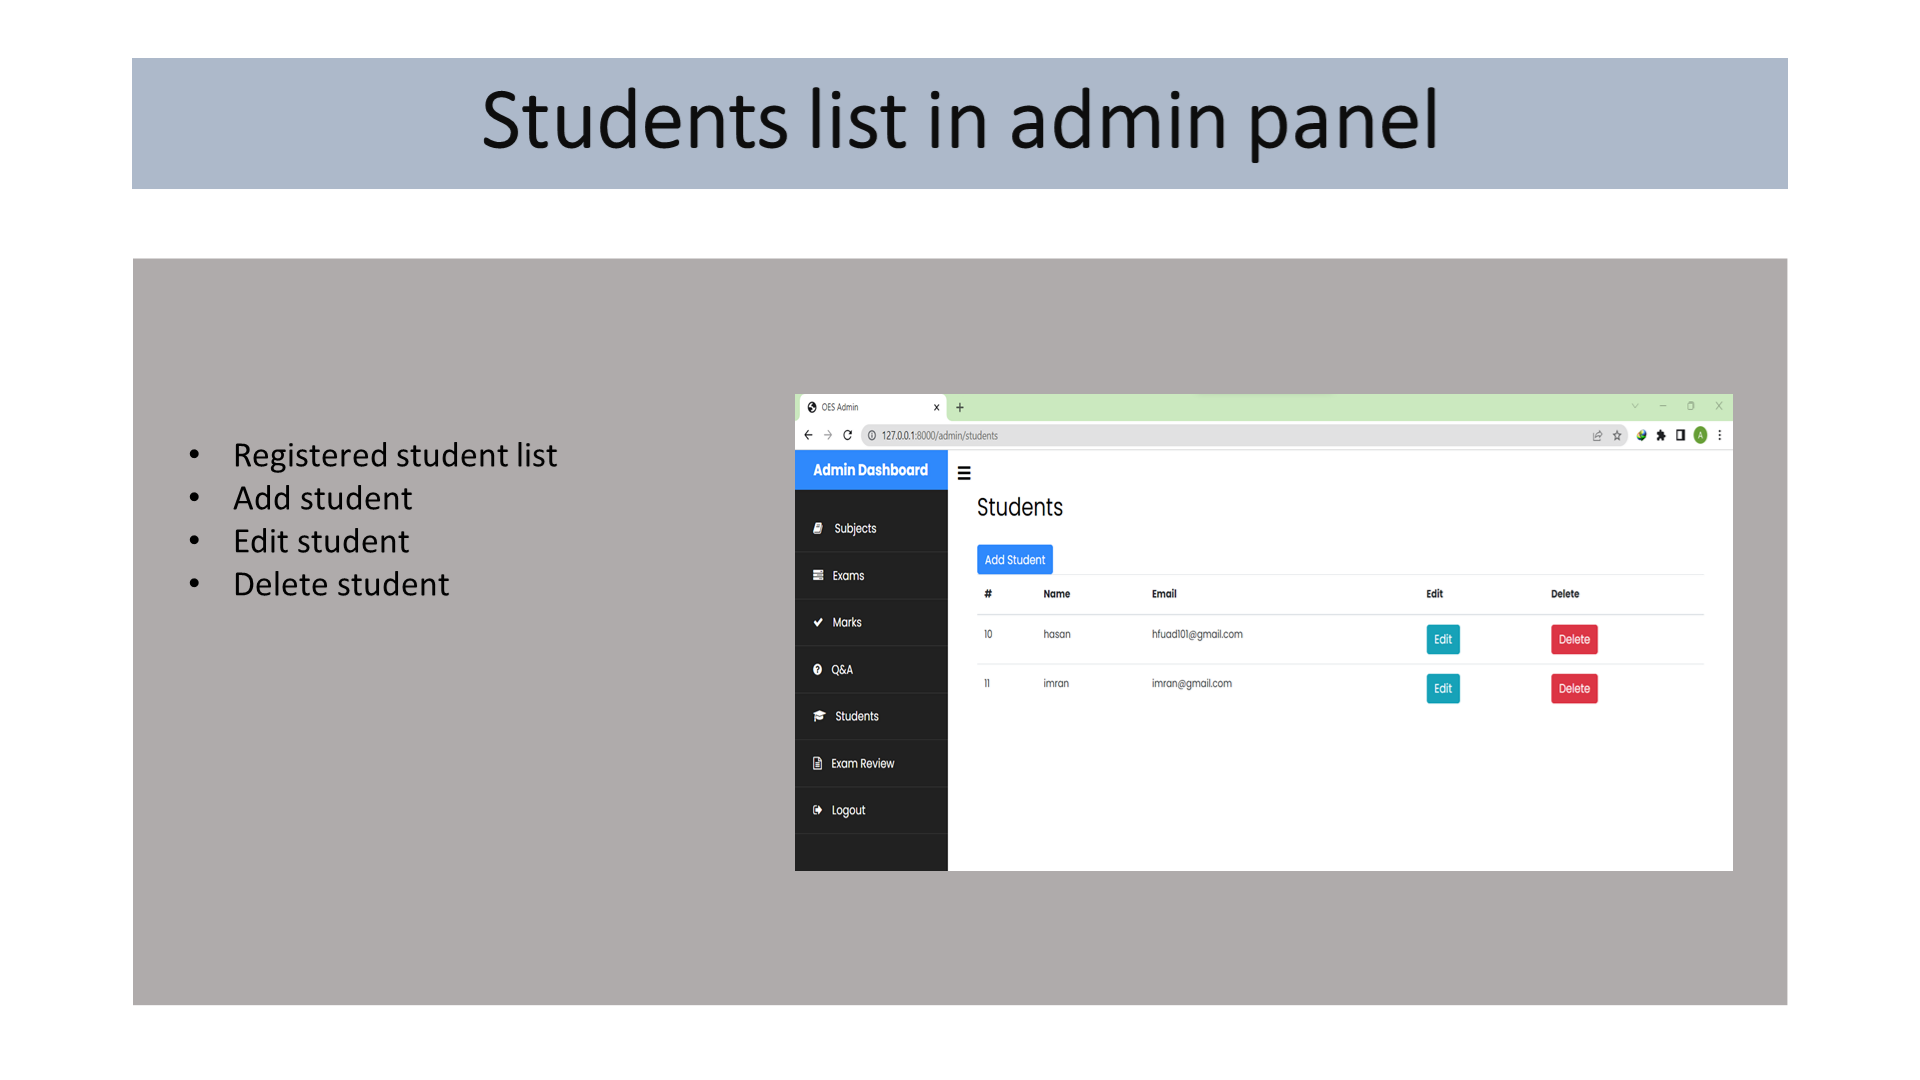 Students list in admin panel
• Registered student list
• Add student
• Edit student
• Delete student
OES Admin
127.0.0.1:8000/admin/students
A
Admin Dashboard
Subjects
Exams
Marks
Q&A
Students
Exam Review
Logout
Students
Add Student
# Name Email Edit Delete
10 hasan hfuad101@gmail.com Edit Delete
11 imran imran@gmail.com Edit Delete